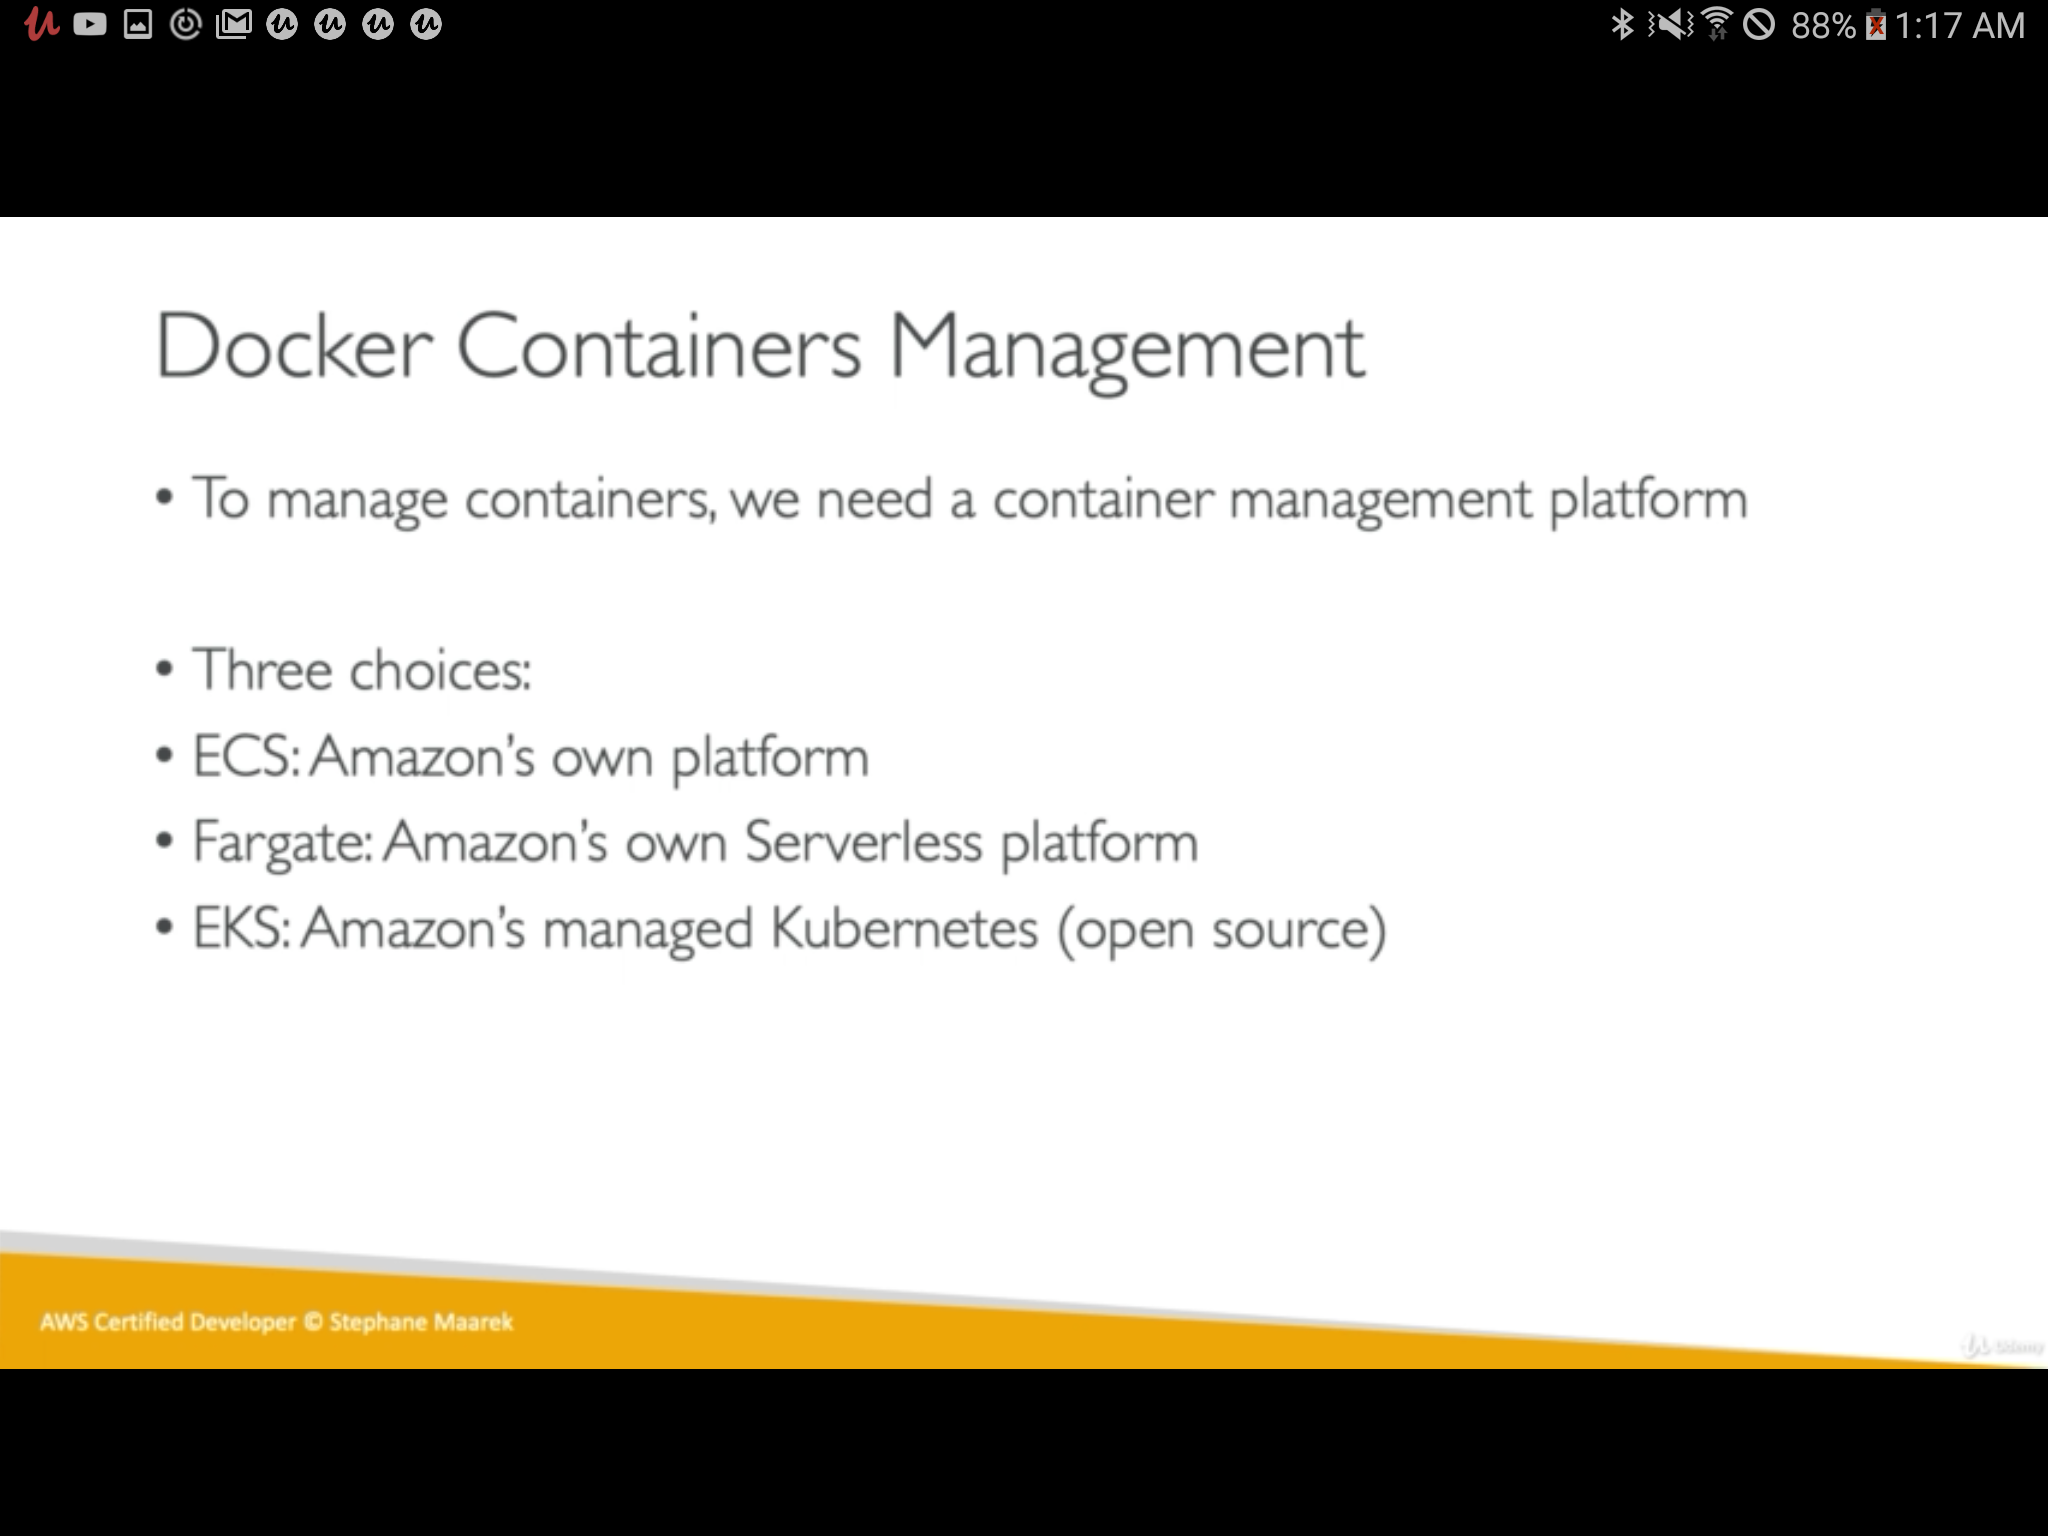 88% 1:17 AM
Docker Containers Management
• To manage containers, we need a container management platform
• Three choices:
• ECS: Amazon’s own platform
• Fargate: Amazon’s own Serverless platform
• EKS: Amazon’s managed Kubernetes (open source)
AWS Certified Developer © Stephane Maarek
Udemy